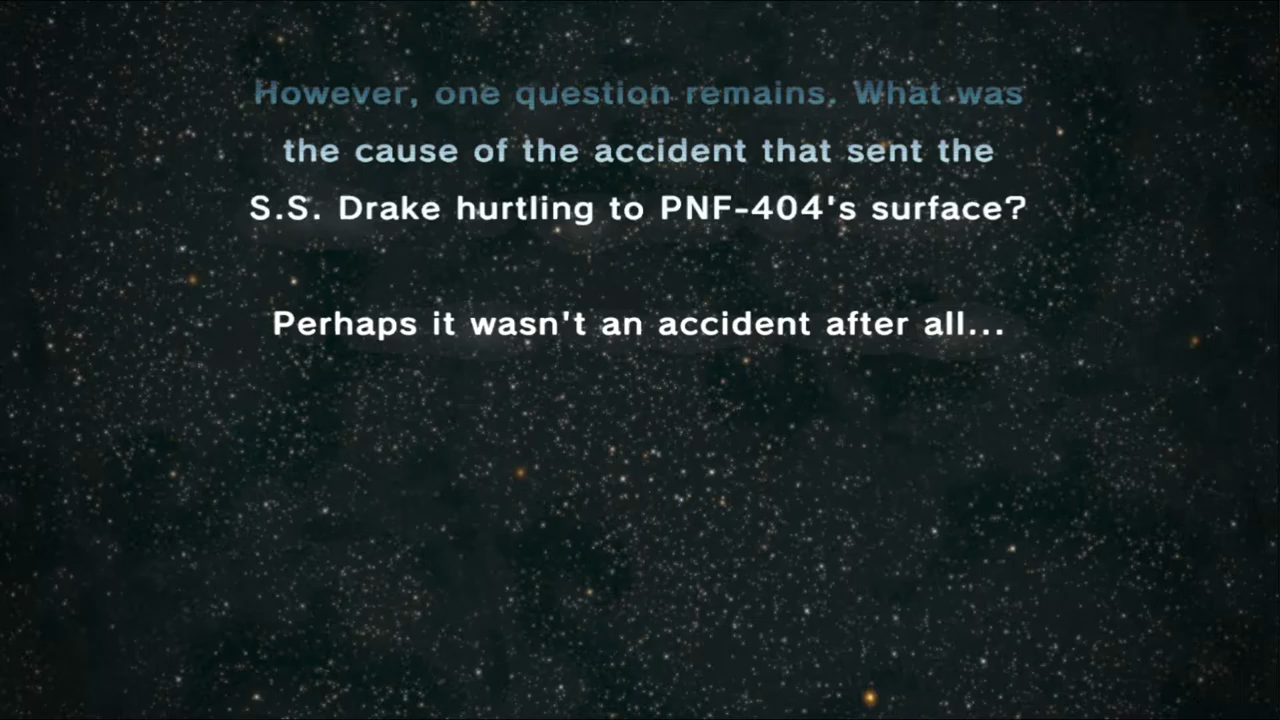 However, one question remains. What was
the cause of the accident that sent the
S.S. Drake hurtling to PNF-404's surface?
Perhaps it wasn't an accident after all...